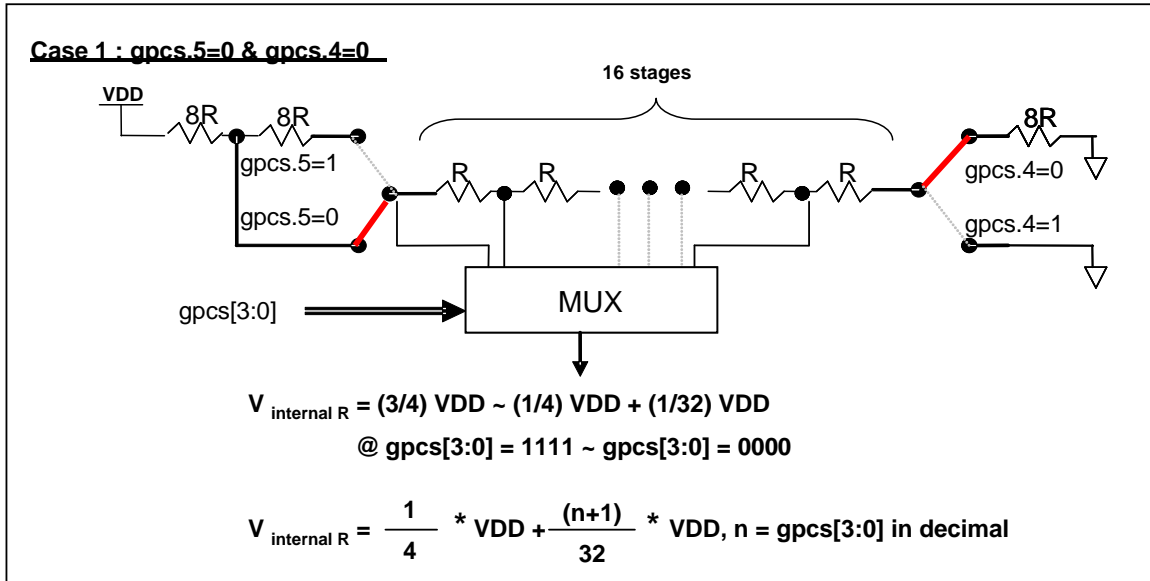 Case 1 : gpcs.5=0 & gpcs.4=0
16 stages
VDD
8R 8R 8R
gpcs.5=1
R R R R
gpcs.4=0
gpcs.5=0
gpcs.4=1
MUX
gpcs[3:0]
V internal R = (3/4) VDD ~ (1/4) VDD + (1/32) VDD
@ gpcs[3:0] = 1111 ~ gpcs[3:0] = 0000
V internal R = 1/4 * VDD + (n+1)/32 * VDD, n = gpcs[3:0] in decimal